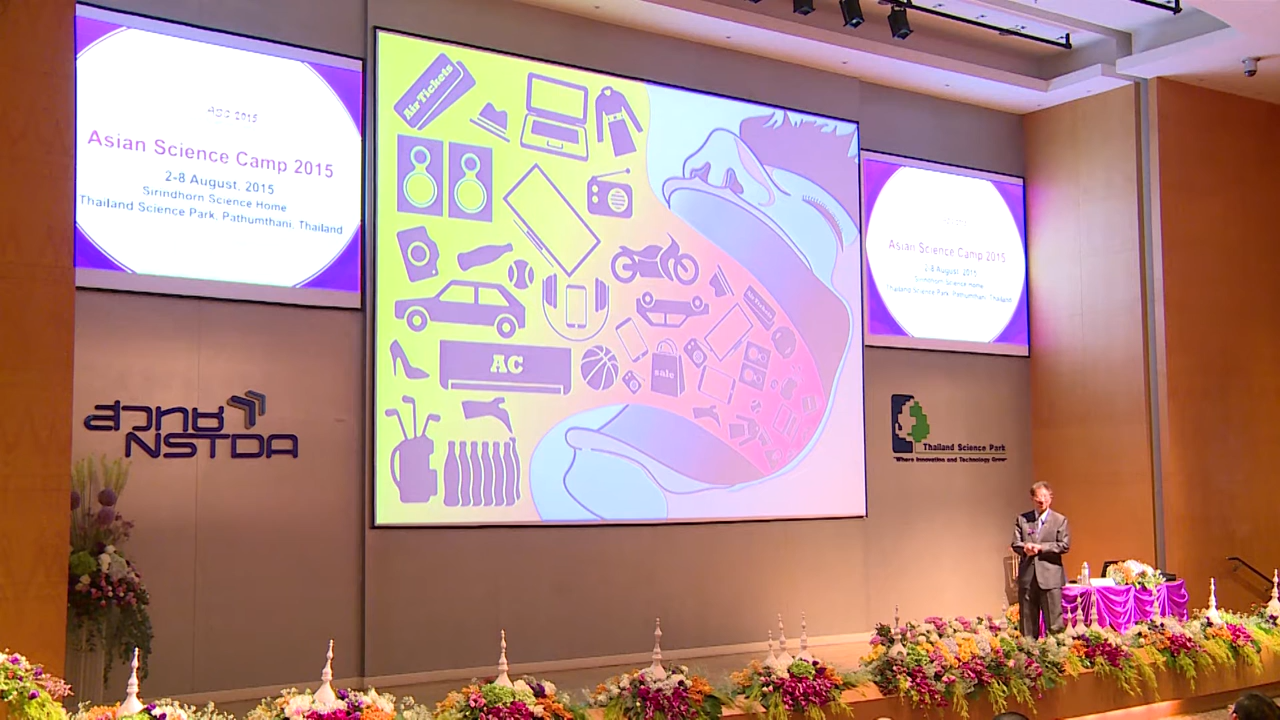 ASC 2015
Asian Science Camp 2015
2-8 August, 2015
Sirindhorn Science Home
Thailand Science Park, Pathumthani, Thailand
Air Tickets
AC
sale
Asian Science Camp 2015
2-8 August, 2015
Sirindhorn Science Home
Thailand Science Park, Pathumthani, Thailand
สวทช
NSTDA
Thailand Science Park
"Where Innovation and Technology Grow"